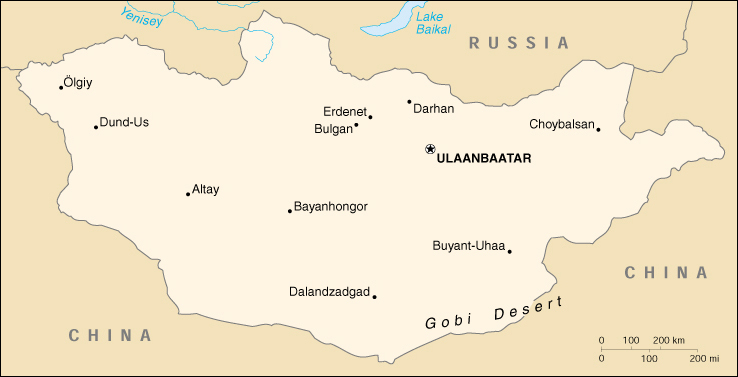 Yenisey
Lake
Baikal
RUSSIA
Ölgiy
Dund-Us
Erdenet
Bulgan
Darhan
Choybalsan
ULAANBAATAR
Altay
Bayanhongor
Buyant-Uhaa
Dalandzadgad
Gobi Desert
CHINA
CHINA
0 100 200 km
0 100 200 mi